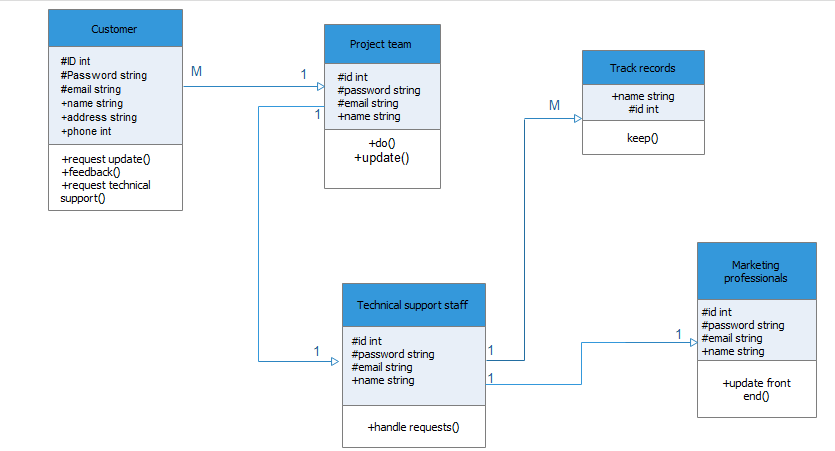 Customer
#ID int
#Password string
#email string
+name string
+address string
+phone int
+request update()
+feedback()
+request technical
support()
M
1
Project team
#id int
#password string
#email string
+name string
+do()
+update()
1
1
Technical support staff
#id int
#password string
#email string
+name string
+handle requests()
1
M
Track records
+name string
#id int
keep()
1
1
Marketing
professionals
#id int
#password string
#email string
+name string
+update front
end()